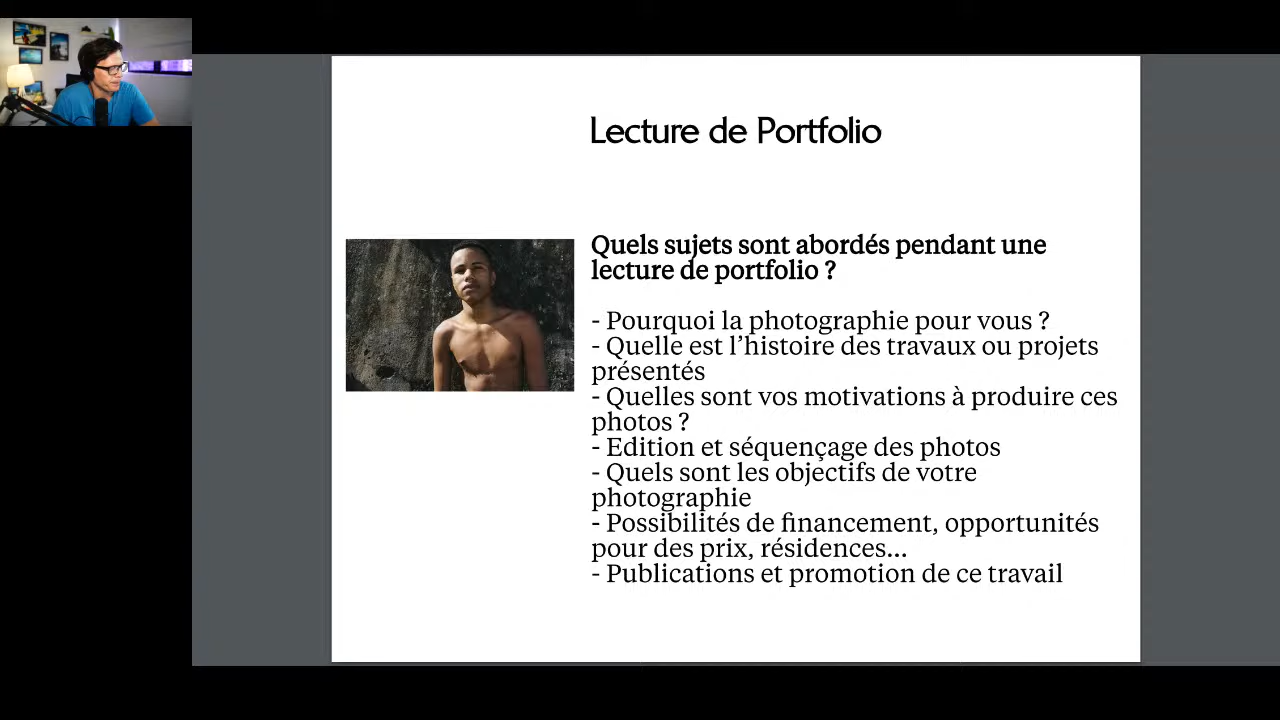 Lecture de Portfolio
Quels sujets sont abordés pendant une
lecture de portfolio ?
- Pourquoi la photographie pour vous ?
- Quelle est l’histoire des travaux ou projets
présentés
- Quelles sont vos motivations à produire ces
photos ?
- Edition et séquençage des photos
- Quels sont les objectifs de votre
photographie
- Possibilités de financement, opportunités
pour des prix, résidences...
- Publications et promotion de ce travail